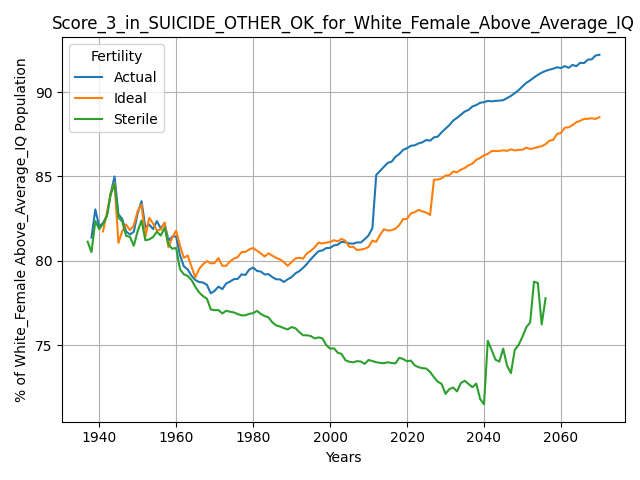 Score_3_in_SUICIDE_OTHER_OK_for_White_Female_Above_Average_IQ
Fertility
Actual
Ideal
Sterile
% of White_Female Above_Average_IQ Population
90
85
80
75
1940
1960
1980
2000
2020
2040
2060
Years